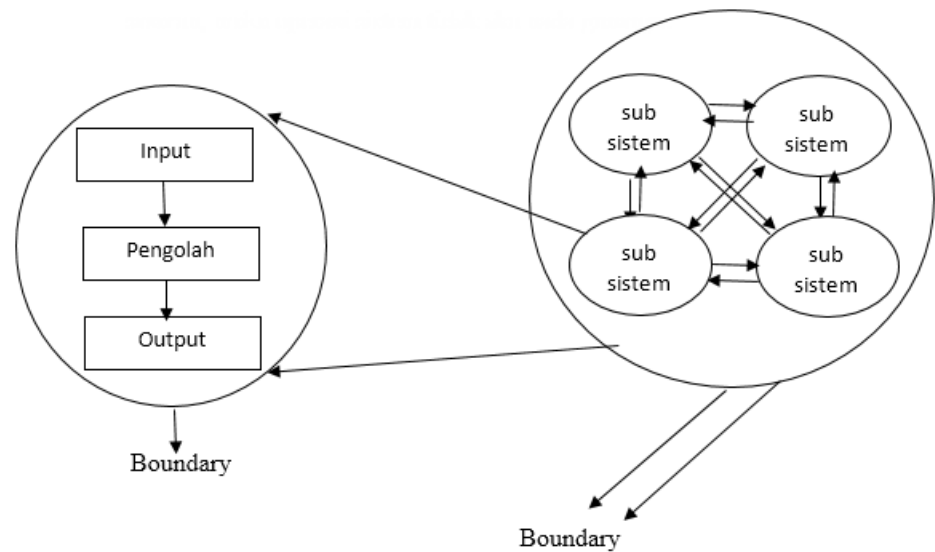 Input
Pengolah
Output
Boundary
sub
sistem
sub
sistem
sub
sistem
sub
sistem
Boundary